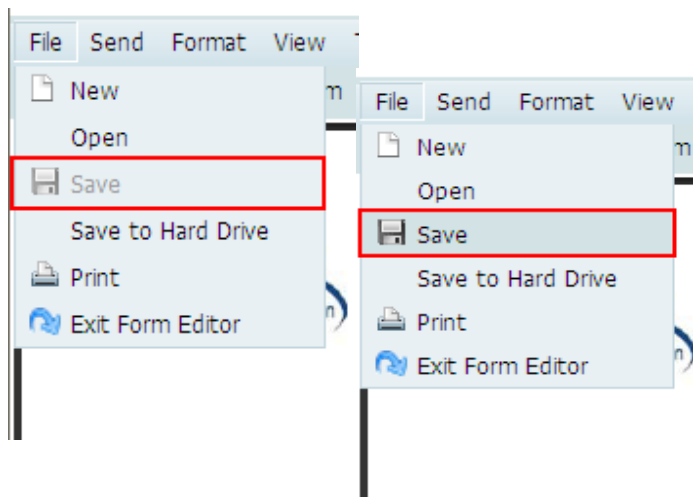 File Send Format View
New
m
Open
Save
Save to Hard Drive
Print
Exit Form Editor
n
File Send Format View
New
m
Open
Save
Save to Hard Drive
Print
Exit Form Editor
n